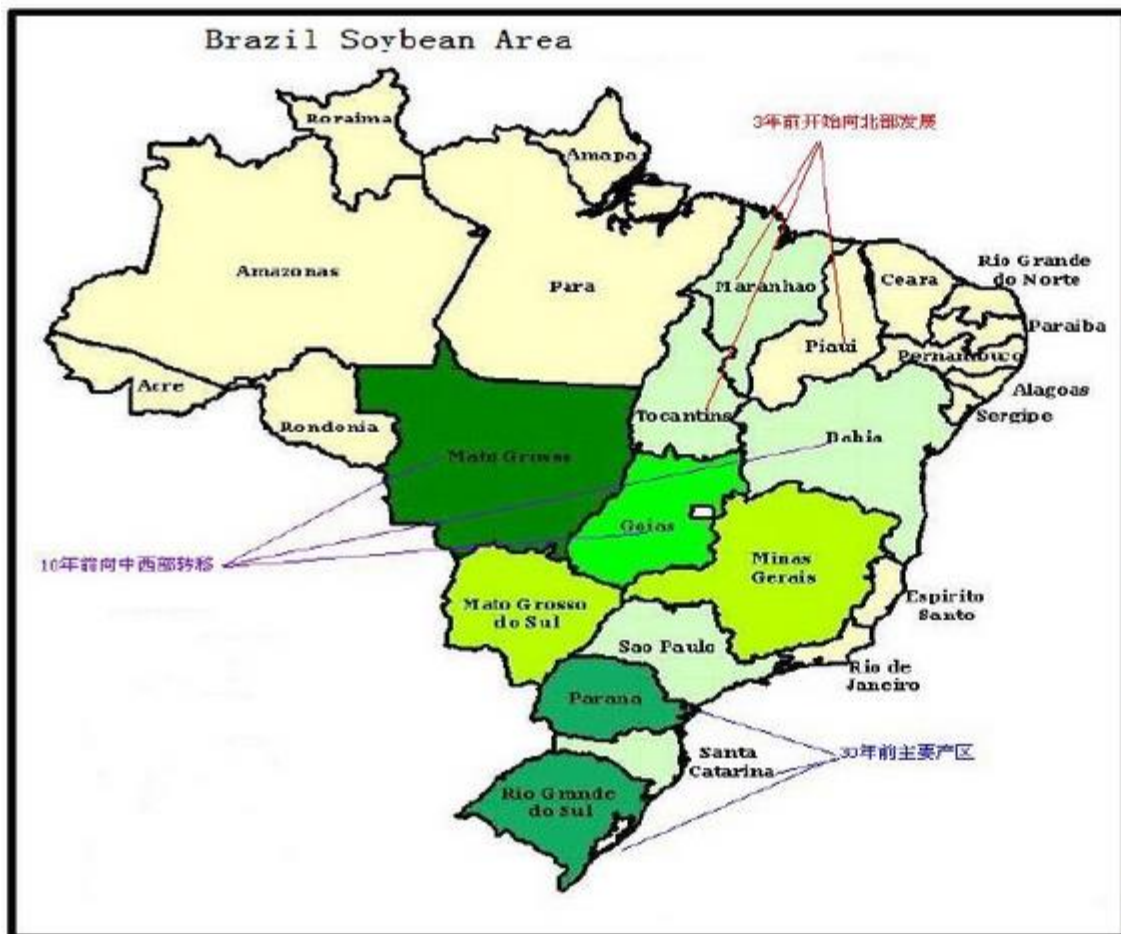 Brazil Soybean Area
Roraima
Amapa
3年前开始向北部发展
Amazonas
Para
Maranhao
Ceara
Rio Grande
do Norte
Paraiba
Piaui
Pernambuco
Acre
Alagoas
Tocantins
Sergipe
Rondonia
Bahia
Mato Grosso
Goias
10年前向中西部转移
Minas
Gerais
Mato Grosso
do Sul
Espirito
Santo
Sao Paulo
Rio de
Janeiro
Parana
30年前主要产区
Santa
Catarina
Rio Grande
do Sul